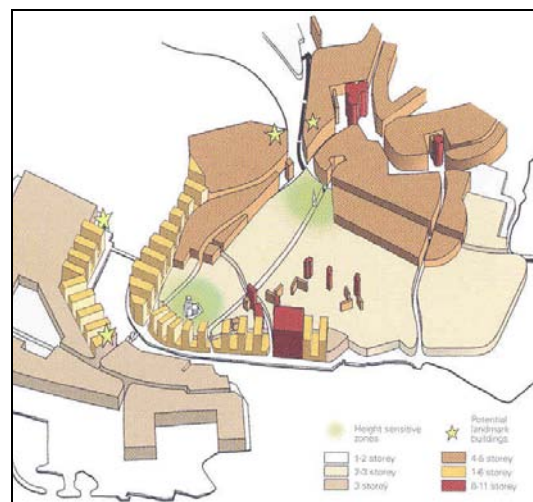 Height sensitive
zones
Potential
landmark
buildings
1-2 storey
2-3 storey
3 storey
4-5 storey
1-6 storey
8-11 storey